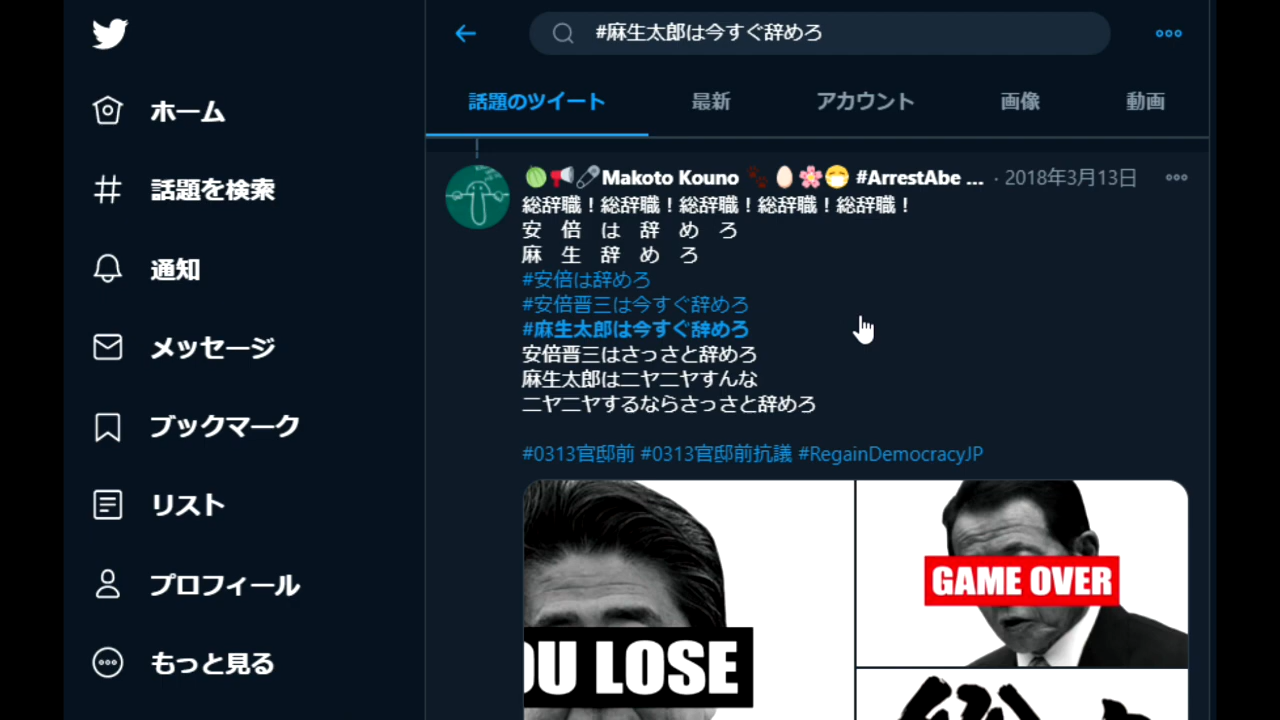 #麻生太郎は今すぐ辞めろ
話題のツイート 最新 アカウント 画像 動画
ホーム
話題を検索
通知
メッセージ
ブックマーク
リスト
プロフィール
もっと見る
Makoto Kouno #ArrestAbe ... · 2018年3月13日
総辞職！総辞職！総辞職！総辞職！総辞職！
安　倍　は　辞　め　ろ
麻　生　辞　め　ろ
#安倍は辞めろ
#安倍晋三は今すぐ辞めろ
#麻生太郎は今すぐ辞めろ
安倍晋三はさっさと辞めろ
麻生太郎はニヤニヤすんな
ニヤニヤするならさっさと辞めろ
#0313官邸前 #0313官邸前抗議 #RegainDemocracyJP
OU LOSE
GAME OVER